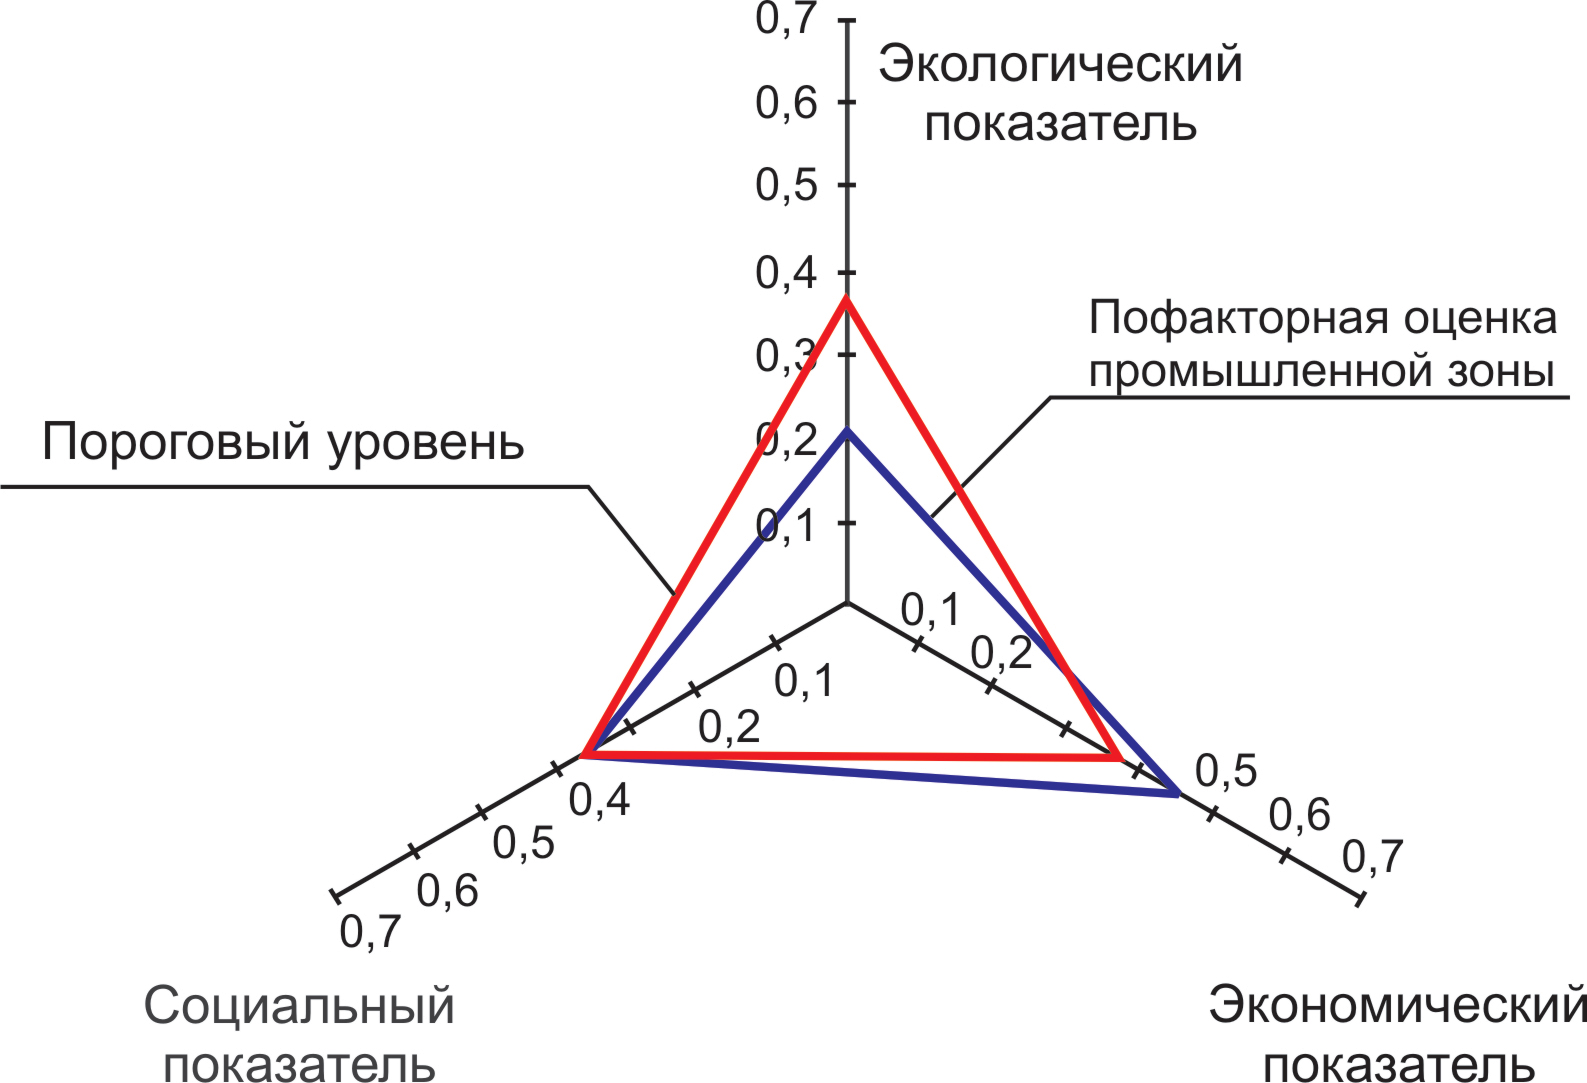 0,7
Экологический
показатель
0,6
0,5
0,4
0,3
0,2
0,1
Пофакторная оценка
промышленной зоны
Пороговый уровень
0,1
0,2
0,5
0,6
0,7
0,1
0,2
0,4
0,5
0,6
0,7
Социальный
показатель
Экономический
показатель